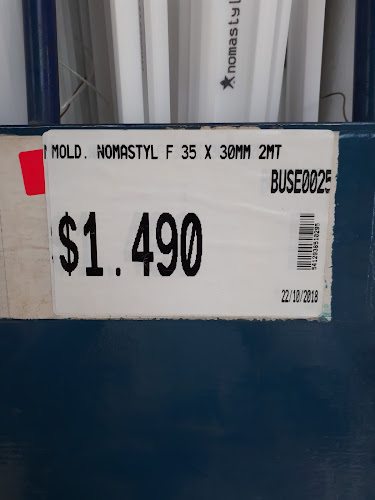 nomastyl
MOLD. NOMASTYL F 35 X 30MM 2MT
BUSE0025
$1.490
22/10/2018